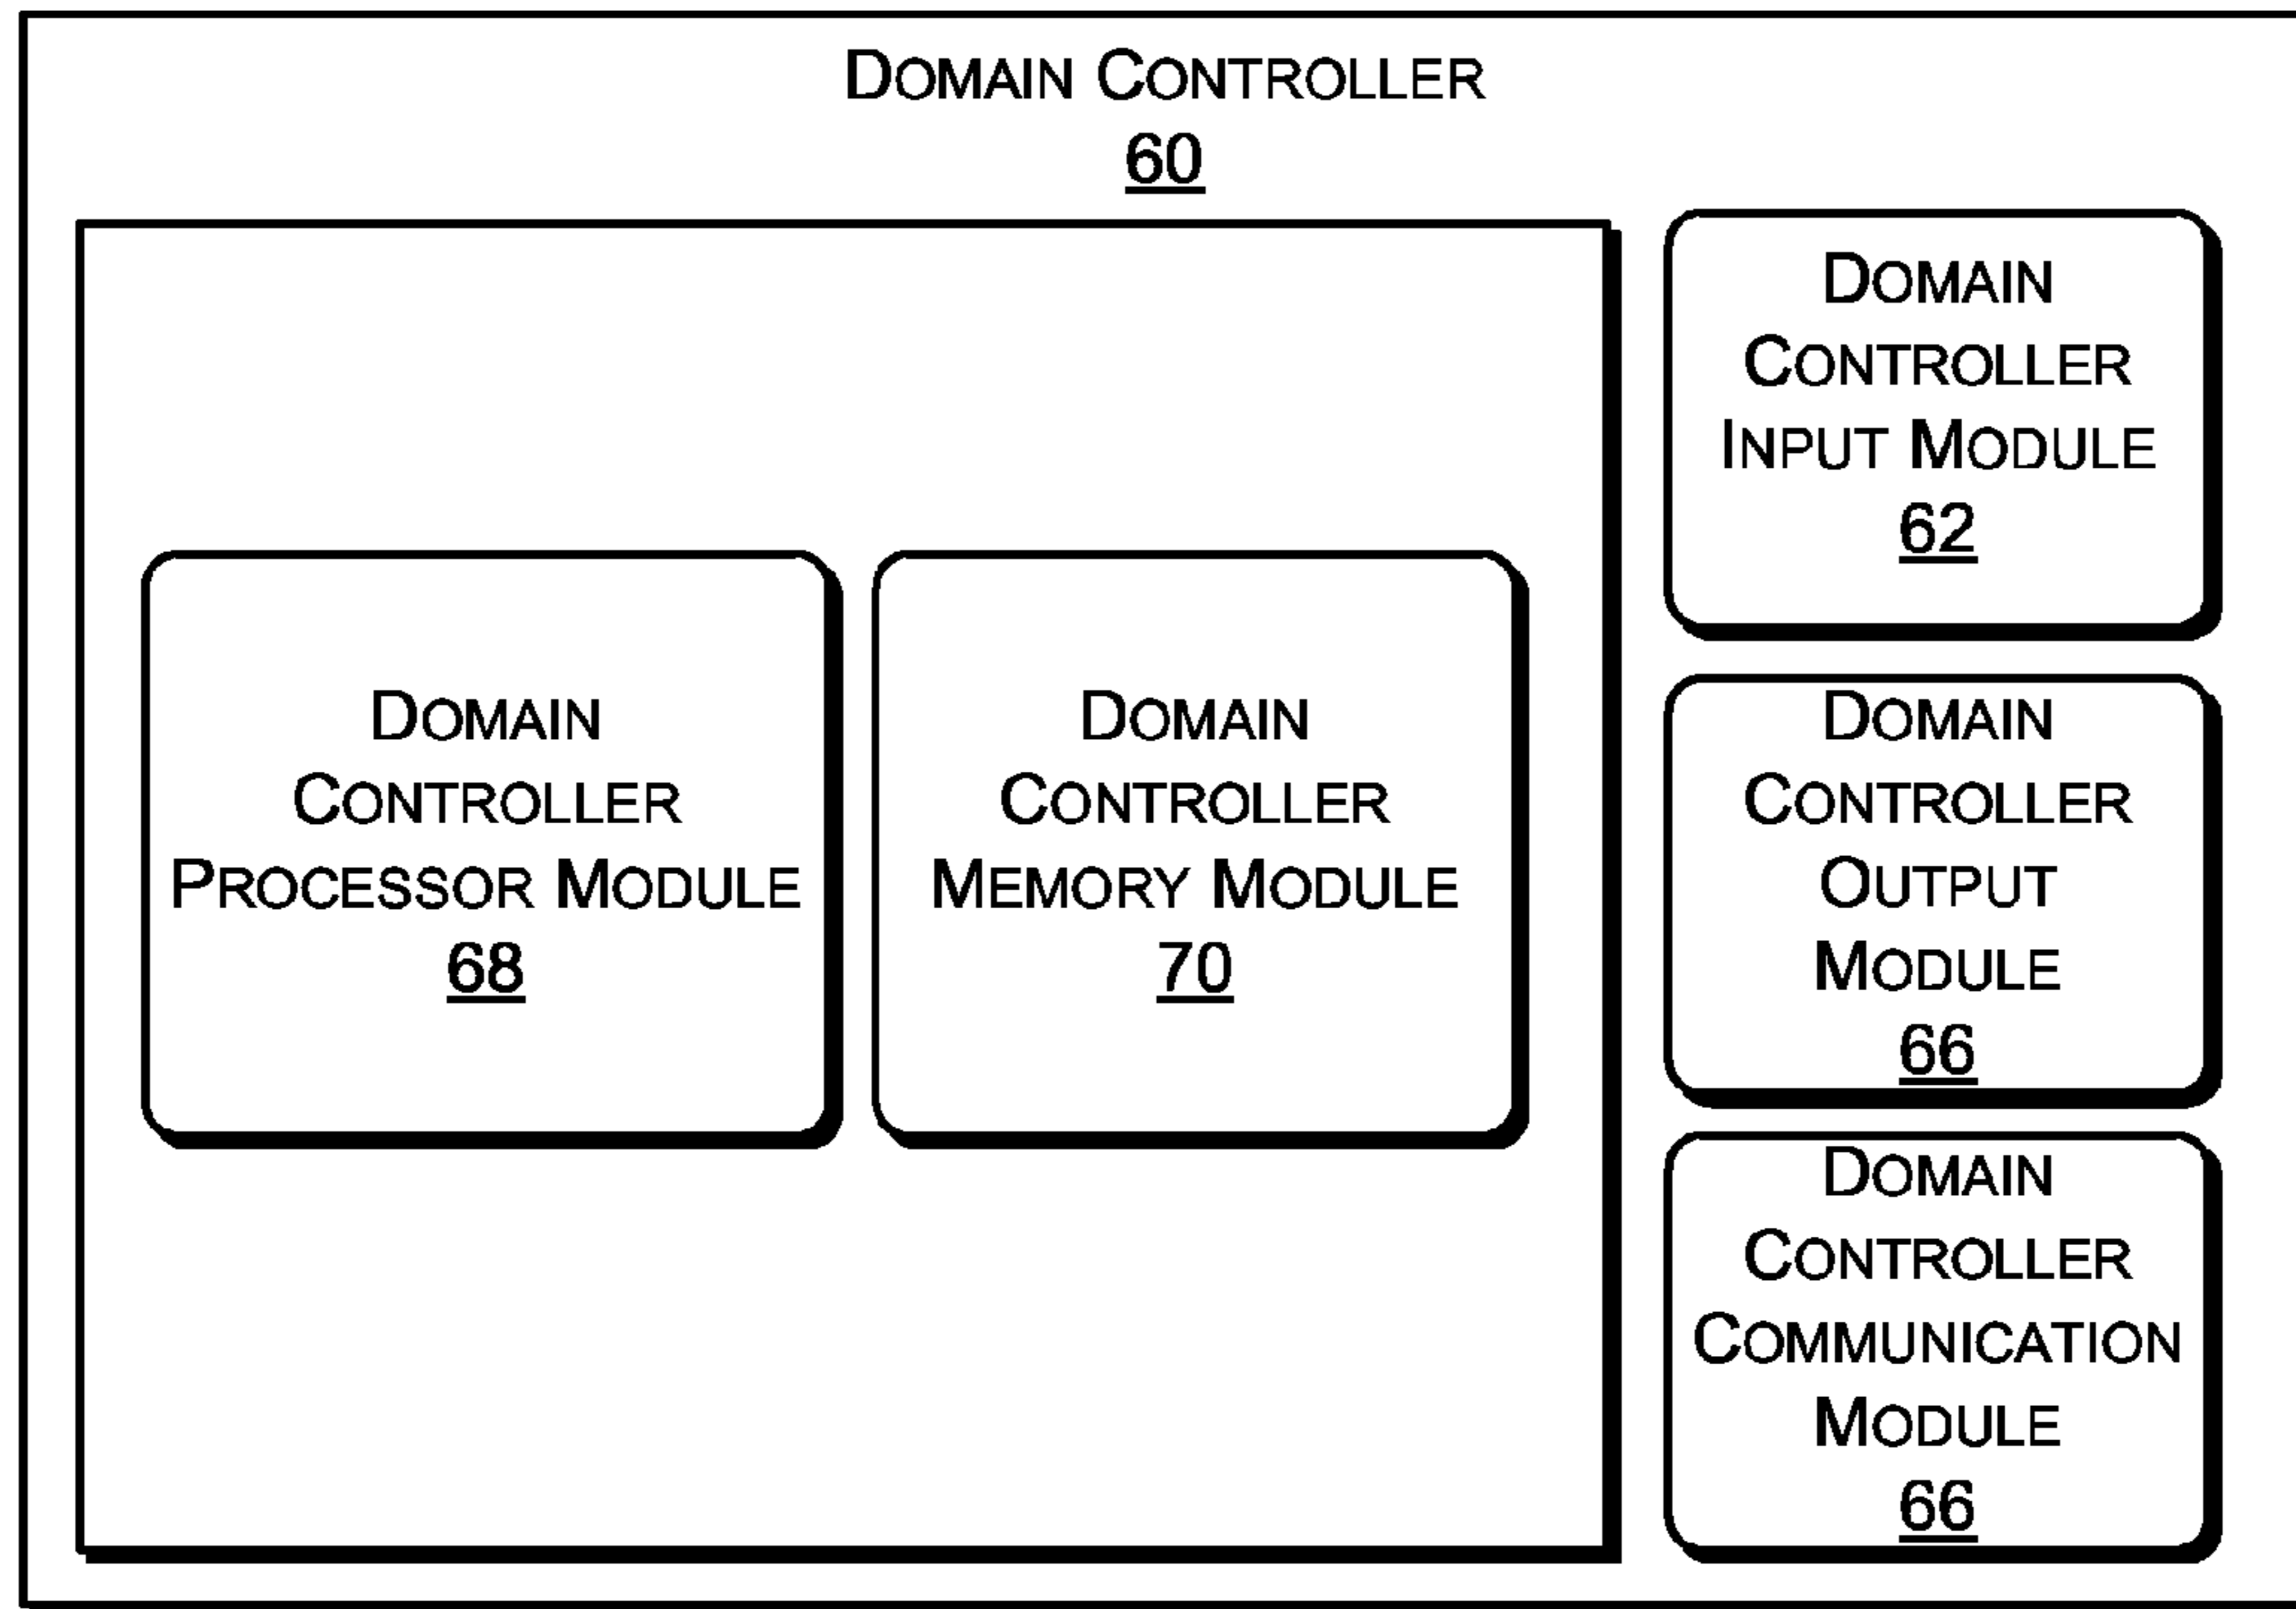 DOMAIN CONTROLLER
60
DOMAIN
CONTROLLER
INPUT MODULE
62
DOMAIN
CONTROLLER
PROCESSOR MODULE
68
DOMAIN
CONTROLLER
MEMORY MODULE
70
DOMAIN
CONTROLLER
OUTPUT
MODULE
66
DOMAIN
CONTROLLER
COMMUNICATION
MODULE
66